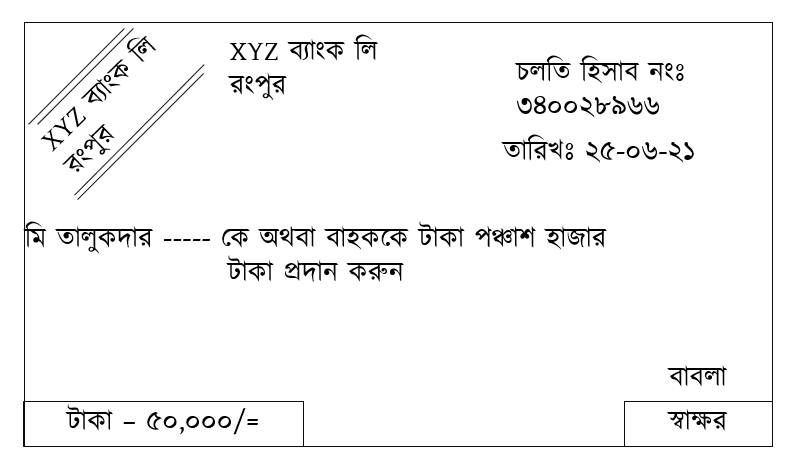 XYZ ব্যাংক লি
রংপুর
XYZ ব্যাংক লি
রংপুর
চলতি হিসাব নংঃ
৩৪০০২৮৯৬৬
তারিখঃ ২৫-০৬-২১
মি তালুকদার ----- কে অথবা বাহককে টাকা পঞ্চাশ হাজার
টাকা প্রদান করুন
বাবলা
টাকা – ৫০,০০০/=
স্বাক্ষর